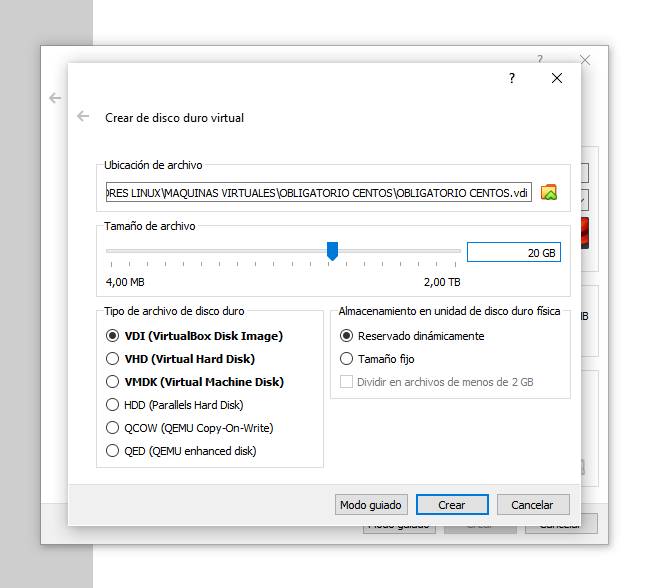 ?
?
Crear de disco duro virtual
Ubicación de archivo
RES LINUX\MAQUINAS VIRTUALES\OBLIGATORIO CENTOS\OBLIGATORIO CENTOS.vdi
Tamaño de archivo
20 GB
4,00 MB
2,00 TB
Tipo de archivo de disco duro
VDI (VirtualBox Disk Image)
VHD (Virtual Hard Disk)
VMDK (Virtual Machine Disk)
HDD (Parallels Hard Disk)
QCOW (QEMU Copy-On-Write)
QED (QEMU enhanced disk)
Almacenamiento en unidad de disco duro física
Reservado dinámicamente
Tamaño fijo
Dividir en archivos de menos de 2 GB
MB
Modo guiado
Crear
Cancelar
Modo guiado
Crear
Cancelar